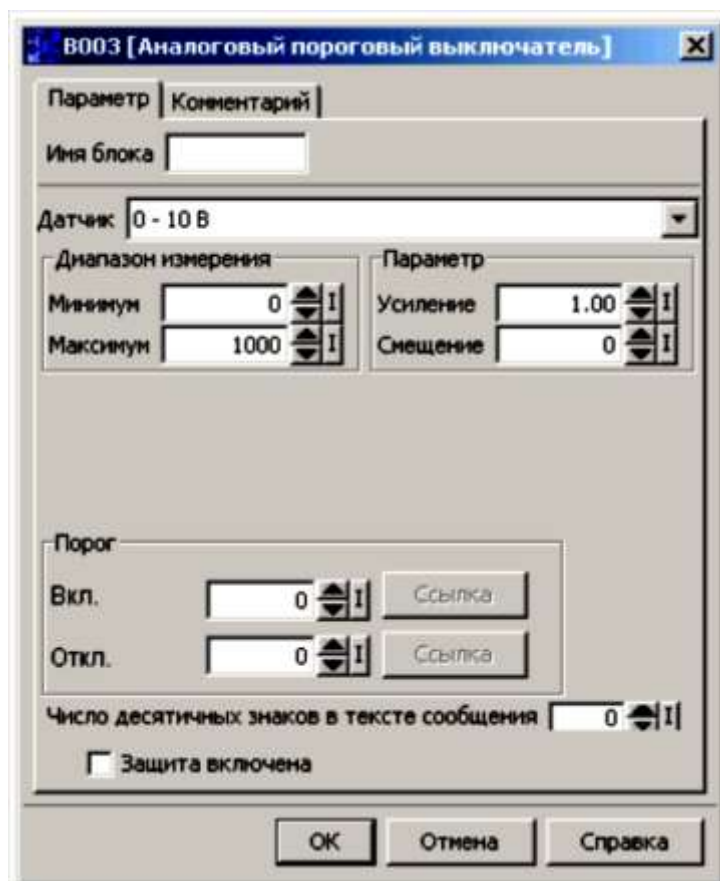 B003 [Аналоговый пороговый выключатель]
Параметр Комментарий
Имя блока
Датчик 0 - 10 В
Диапазон измерения Параметр
Минимум 0 Усиление 1.00
Максимум 1000 Смещение 0
Порог
Вкл. 0 Ссылка
Откл. 0 Ссылка
Число десятичных знаков в тексте сообщения 0
Защита включена
OK Отмена Справка